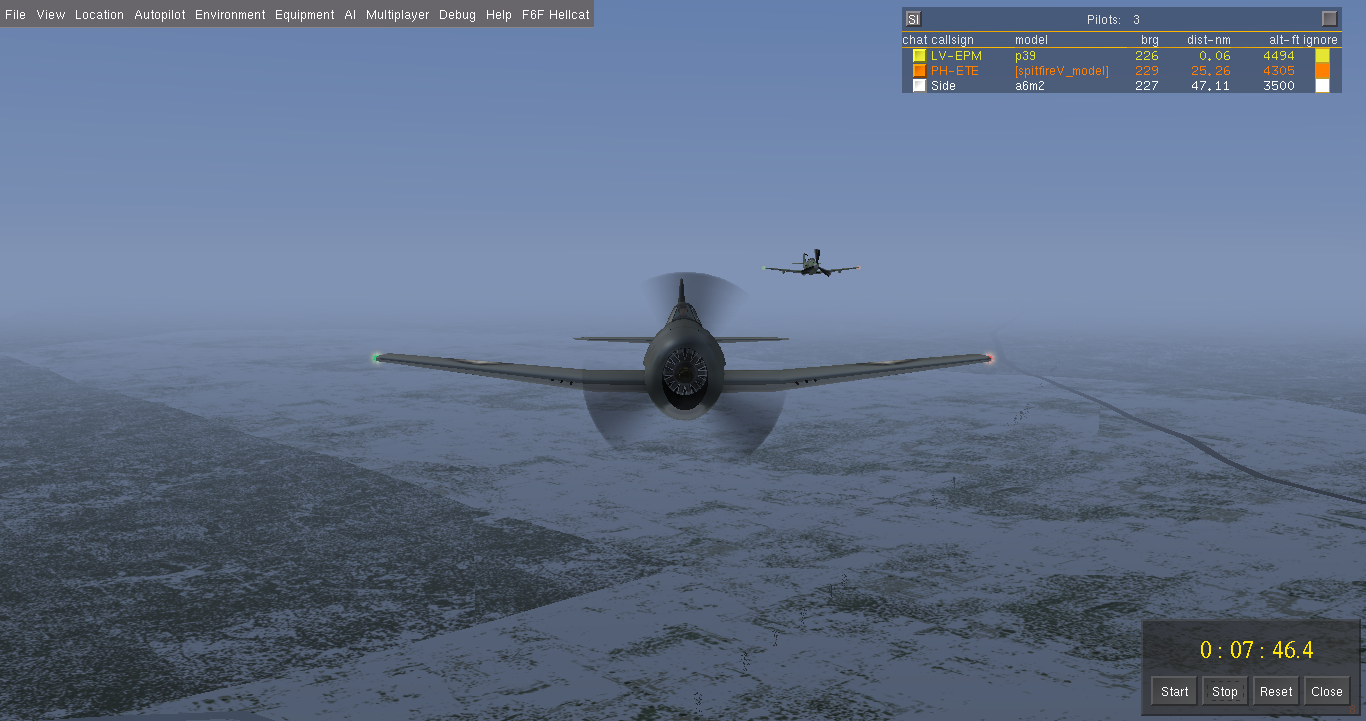 File View Location Autopilot Environment Equipment AI Multiplayer Debug Help F6F Hellcat
SI Pilots: 3
chat callsign model brg dist-nm alt-ft ignore
LV-EPM p39 226 0.06 4494
PH-ETE [spitfireV_model] 229 25.26 4305
Side a6m2 227 47.11 3500
0:07:46.4
Start Stop Reset Close